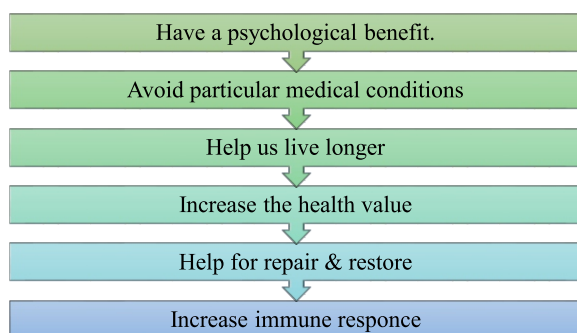 Have a psychological benefit.
Avoid particular medical conditions
Help us live longer
Increase the health value
Help for repair & restore
Increase immune responce